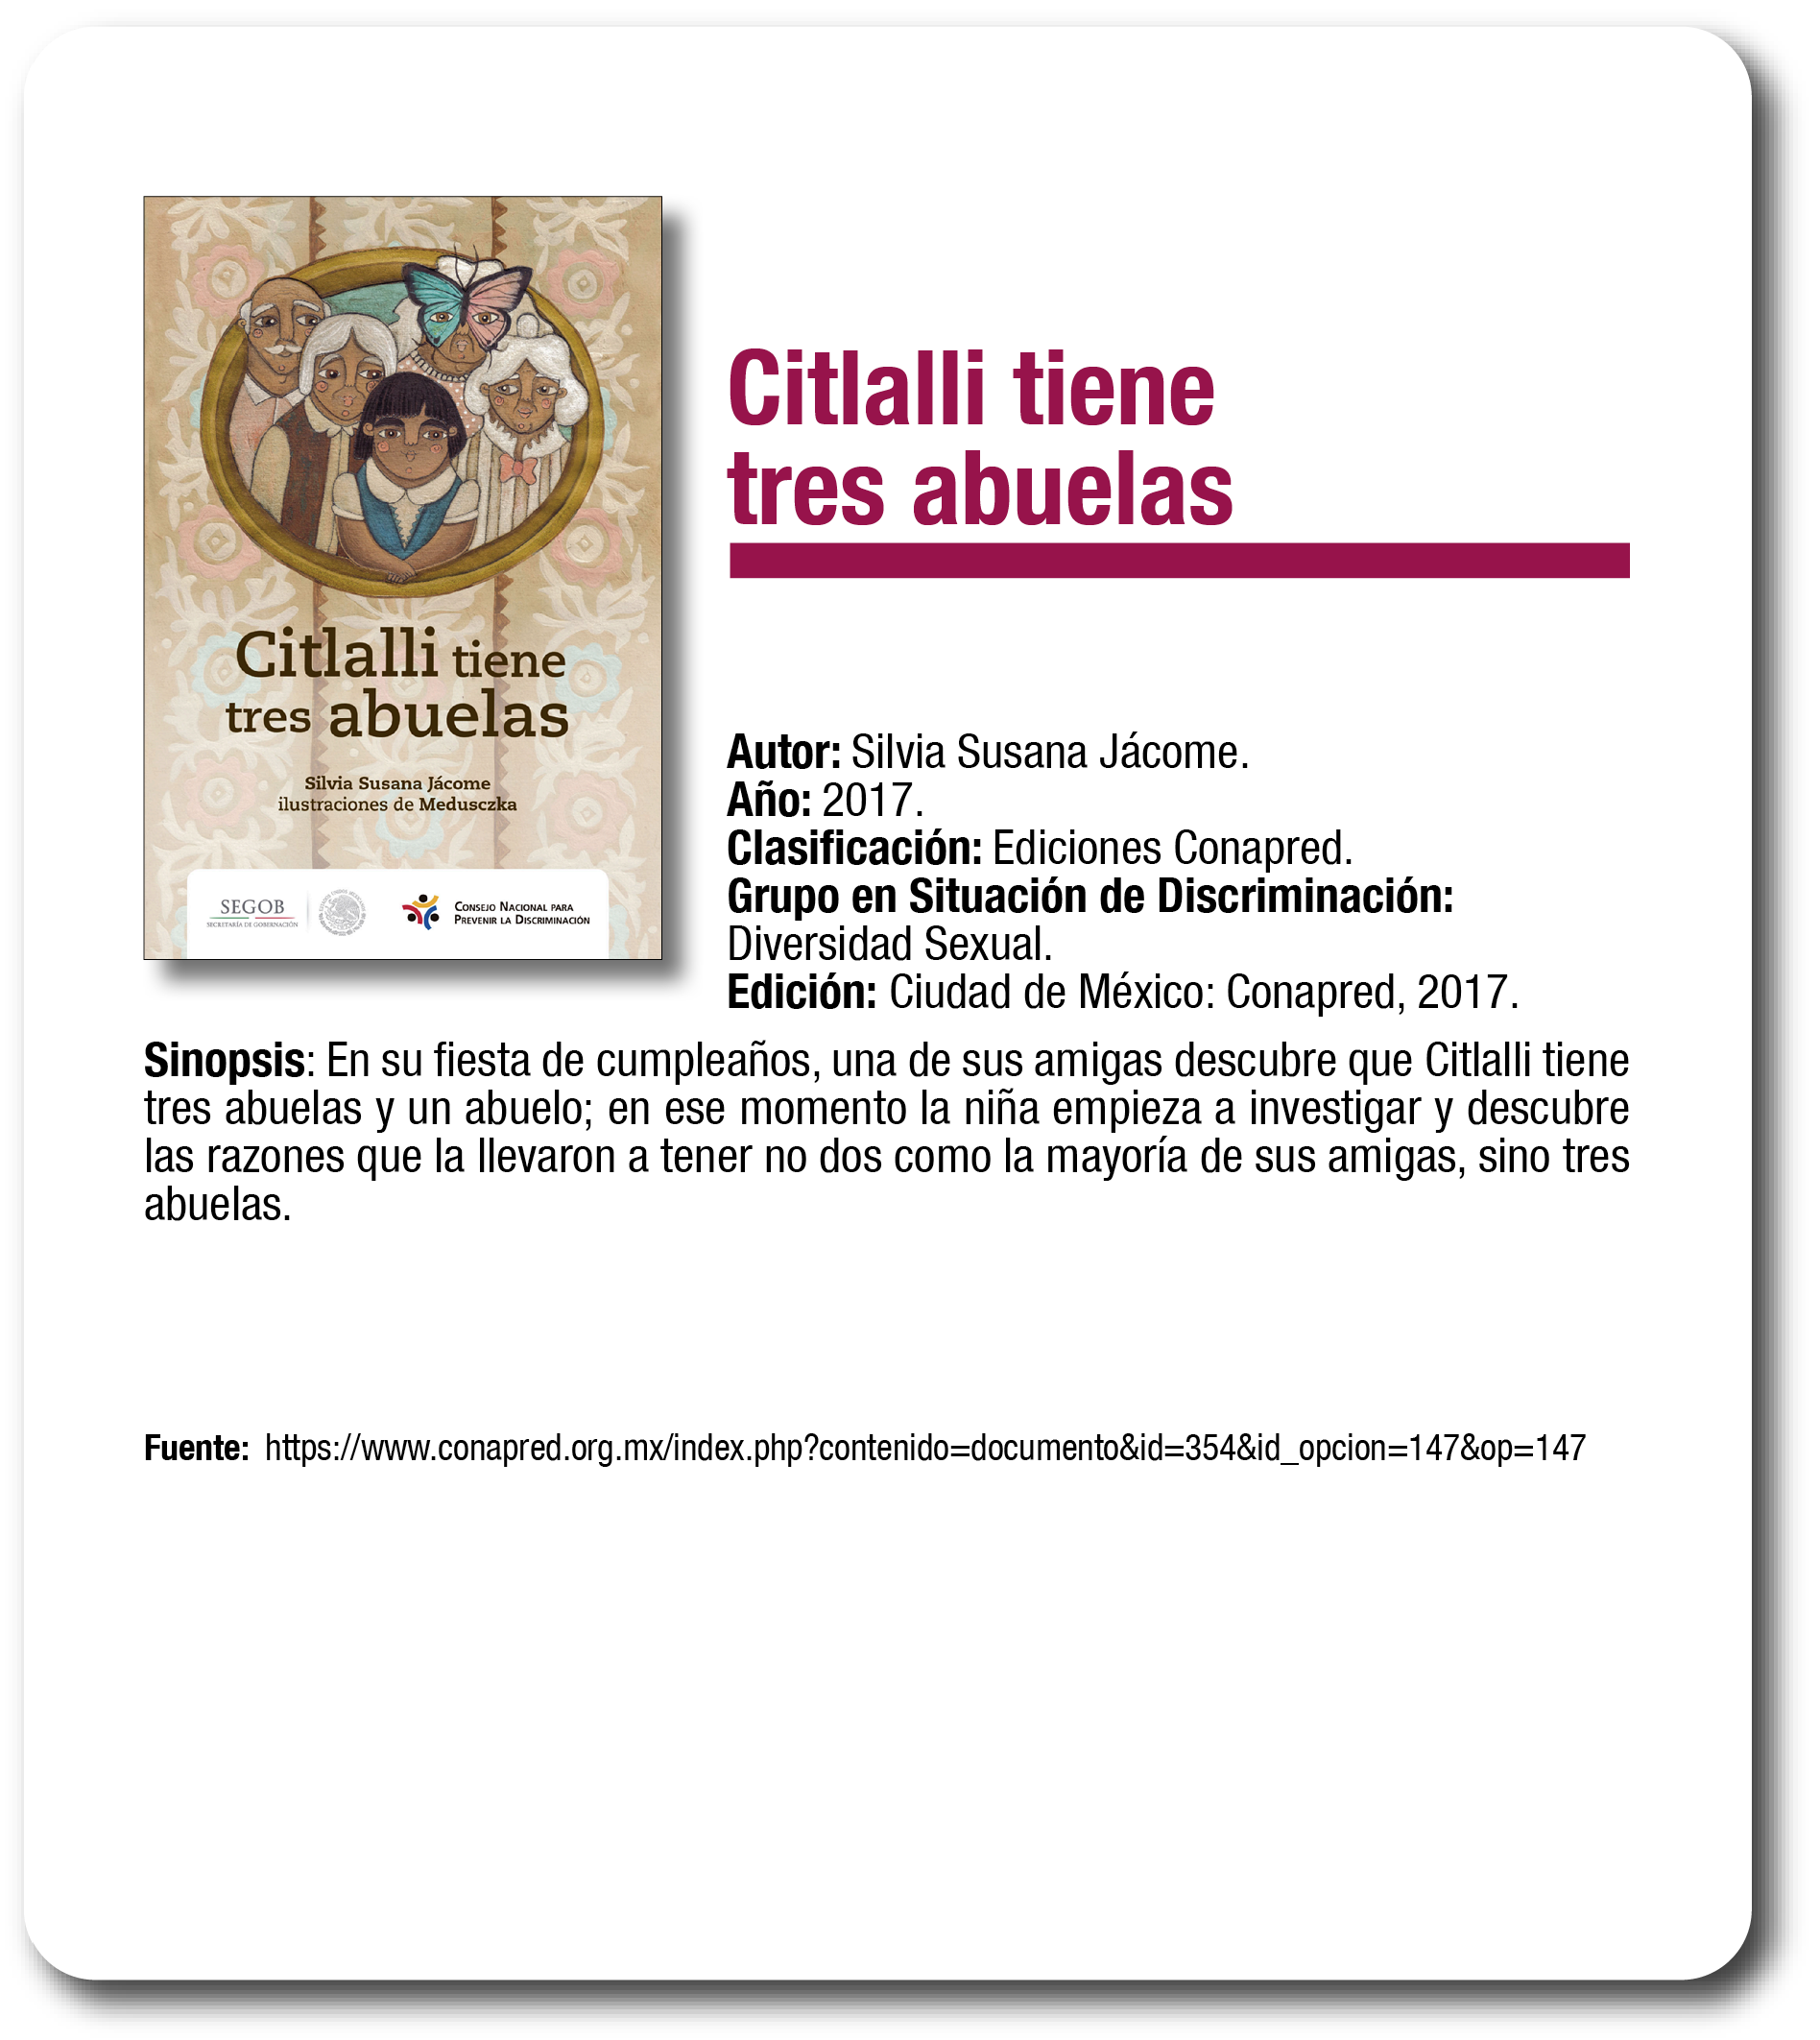 Citlalli tiene
tres abuelas
Silvia Susana Jácome
ilustraciones de Medusczka
SEGOB
SECRETARÍA DE GOBERNACIÓN
CONSEJO NACIONAL PARA
PREVENIR LA DISCRIMINACIÓN
Citlalli tiene
tres abuelas
Autor: Silvia Susana Jácome.
Año: 2017.
Clasificación: Ediciones Conapred.
Grupo en Situación de Discriminación:
Diversidad Sexual.
Edición: Ciudad de México: Conapred, 2017.
Sinopsis: En su fiesta de cumpleaños, una de sus amigas descubre que Citlalli tiene
tres abuelas y un abuelo; en ese momento la niña empieza a investigar y descubre
las razones que la llevaron a tener no dos como la mayoría de sus amigas, sino tres
abuelas.
Fuente: https://www.conapred.org.mx/index.php?contenido=documento&id=354&id_opcion=147&op=147